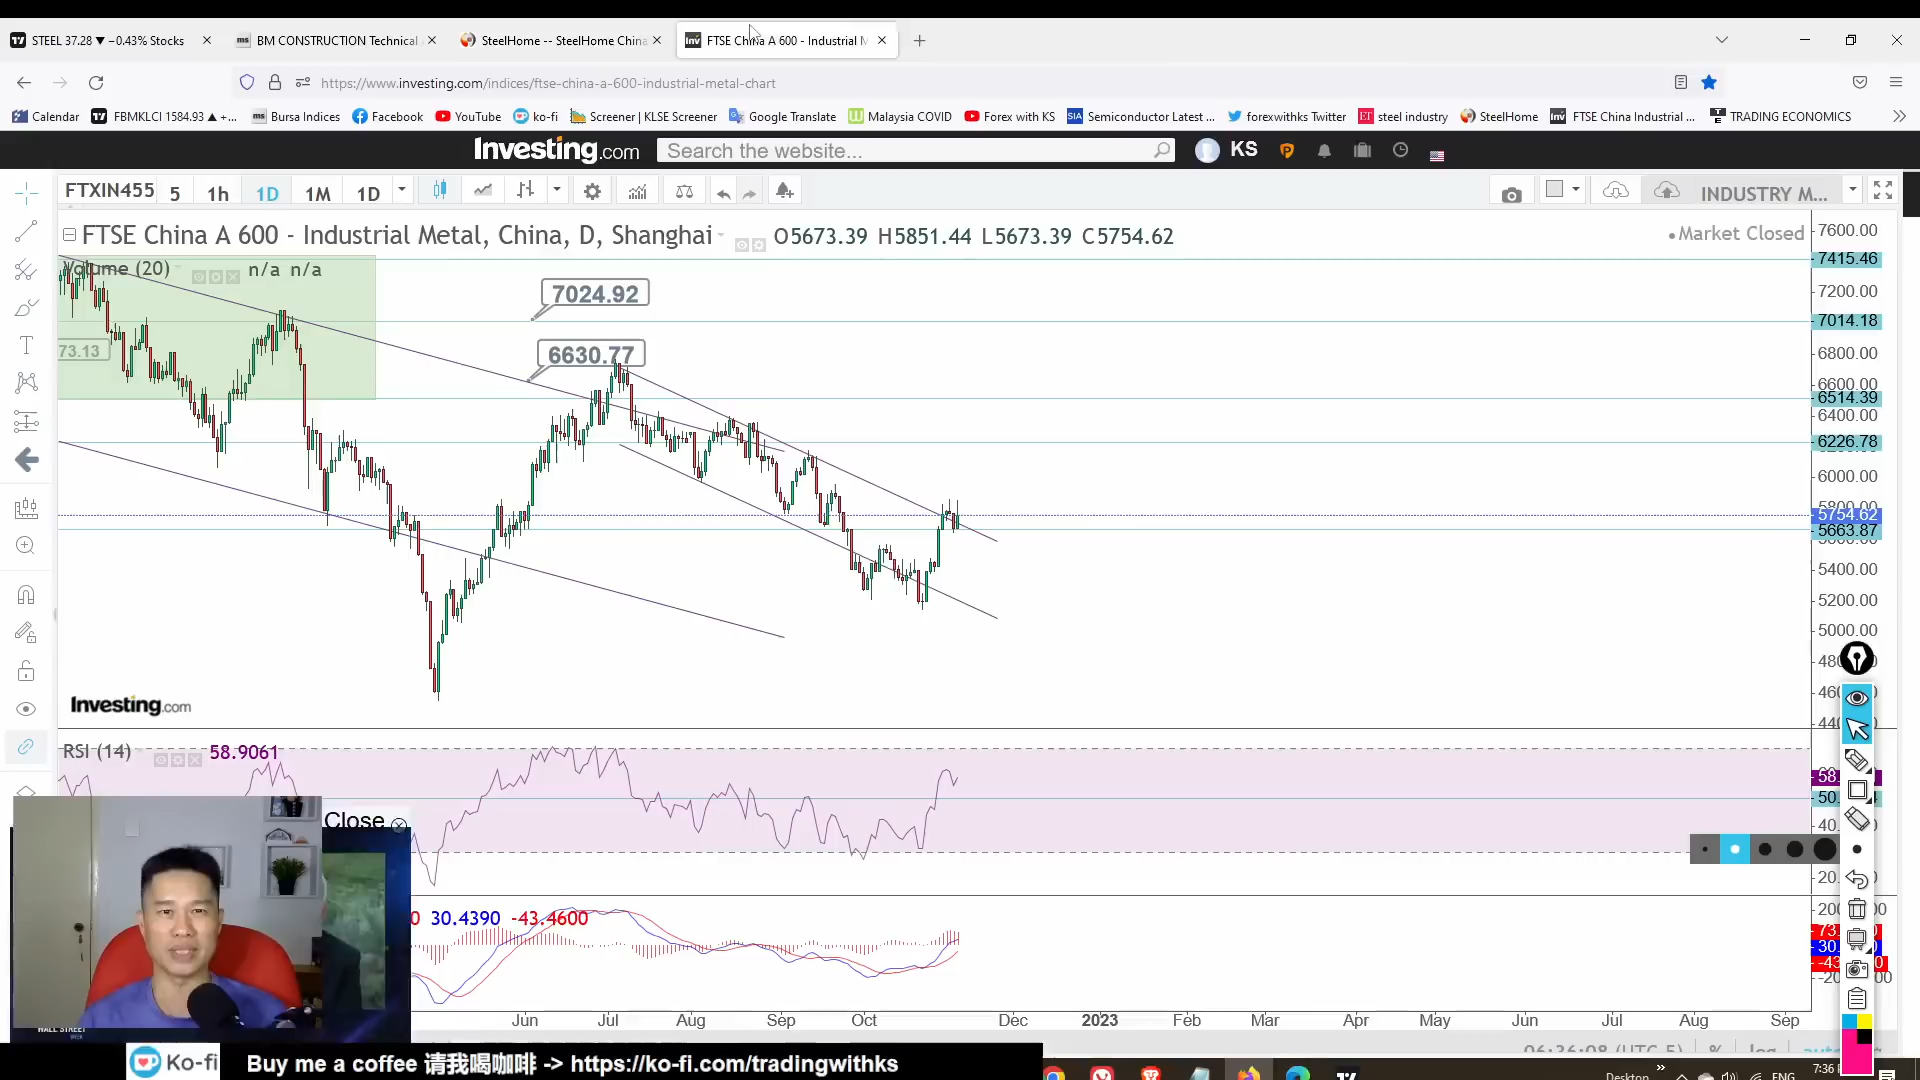 STEEL 37.28 ▼ −0.43% Stocks
BM CONSTRUCTION Technical
SteelHome -- SteelHome China
FTSE China A 600 - Industrial M
https://www.investing.com/indices/ftse-china-a-600-industrial-metal-chart
Calendar
FBMKLCI 1584.93 ▲ +...
Bursa Indices
Facebook
YouTube
ko-fi
Screener | KLSE Screener
Google Translate
Malaysia COVID
Forex with KS
Semiconductor Latest ...
forexwithks Twitter
steel industry
SteelHome
FTSE China Industrial ...
TRADING ECONOMICS
Investing.com
Search the website...
KS
FTXIN455
5
1h
1D
1M
1D
INDUSTRY M...
FTSE China A 600 - Industrial Metal, China, D, Shanghai
O5673.39 H5851.44 L5673.39 C5754.62
Market Closed
Volume (20)
n/a n/a
73.13
7024.92
6630.77
7600.00
7415.46
7200.00
7014.18
6800.00
6600.00
6514.39
6400.00
6226.78
6000.00
5754.62
5663.87
5400.00
5200.00
5000.00
Investing.com
RSI (14)
58.9061
Close
30.4390
-43.4600
Jun
Jul
Aug
Sep
Oct
Dec
2023
Feb
Mar
Apr
May
Jun
Jul
Aug
Sep
06:36:08 (UTC-5)
%
log
WALL STREET
Ko-fi
Buy me a coffee 请我喝咖啡 -> https://ko-fi.com/tradingwithks
Desktop
ENG